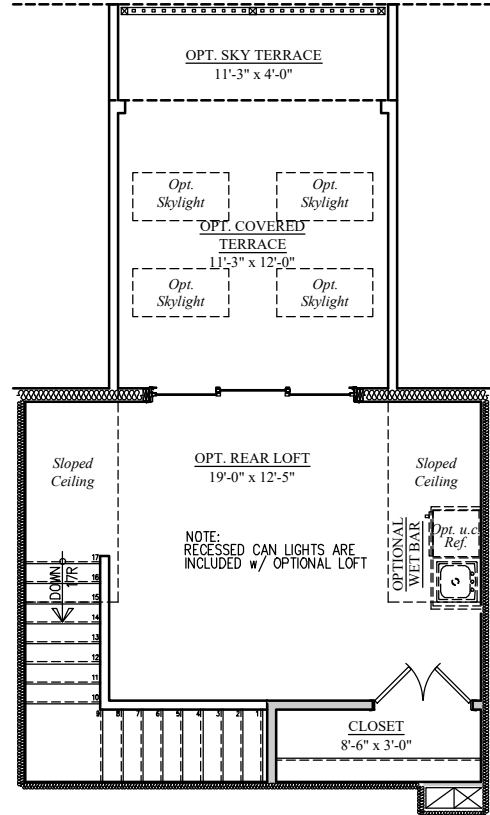 OPT. SKY TERRACE
11'-3" x 4'-0"
Opt.
Skylight
Opt.
Skylight
OPT. COVERED
TERRACE
11'-3" x 12'-0"
Opt.
Skylight
Opt.
Skylight
Sloped
Ceiling
OPT. REAR LOFT
19'-0" x 12'-5"
Sloped
Ceiling
NOTE:
RECESSED CAN LIGHTS ARE
INCLUDED w/ OPTIONAL LOFT
OPTIONAL
WET BAR
Opt. u.c.
Ref.
DOWN
17R
17
16
15
14
13
12
11
10
9
8
7
6
5
4
3
2
1
CLOSET
8'-6" x 3'-0"